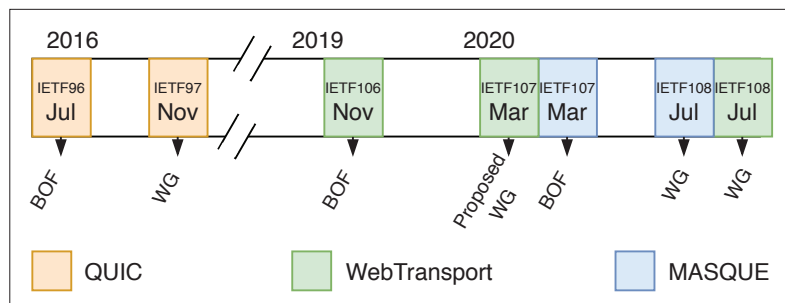 2016
2019
2020
IETF96
Jul
IETF97
Nov
IETF106
Nov
IETF107
Mar
IETF107
Mar
IETF108
Jul
IETF108
Jul
BOF
WG
BOF
Proposed
WG
BOF
WG
WG
QUIC
WebTransport
MASQUE